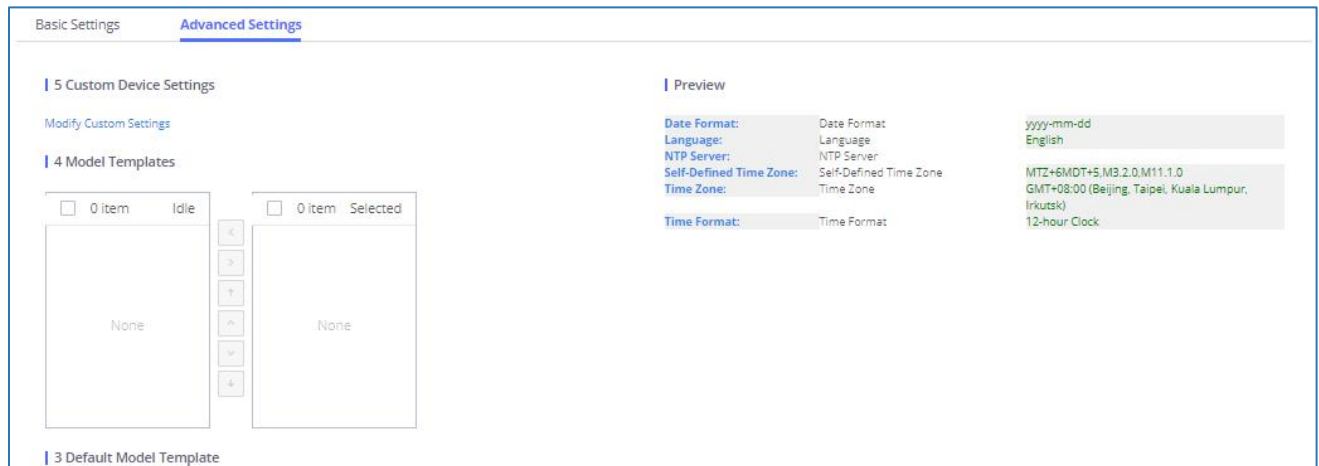 Basic Settings Advanced Settings
5 Custom Device Settings
Modify Custom Settings
4 Model Templates
0 item Idle
0 item Selected
None
None
3 Default Model Template
Preview
Date Format: Date Format yyyy-mm-dd
Language: Language English
NTP Server: NTP Server
Self-Defined Time Zone: Self-Defined Time Zone MTZ+6MDT+5,M3.2.0,M11.1.0
Time Zone: Time Zone GMT+08:00 (Beijing, Taipei, Kuala Lumpur,
Irkutsk)
Time Format: Time Format 12-hour Clock